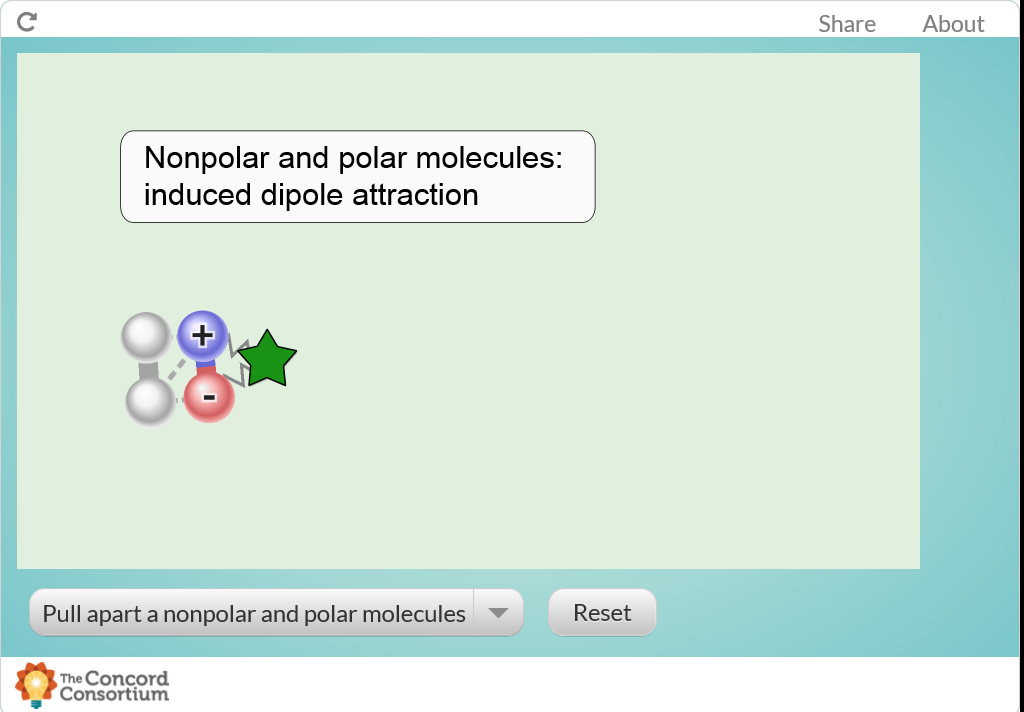 Share About
Nonpolar and polar molecules:
induced dipole attraction
+
-
Pull apart a nonpolar and polar molecules
Reset
The Concord
Consortium